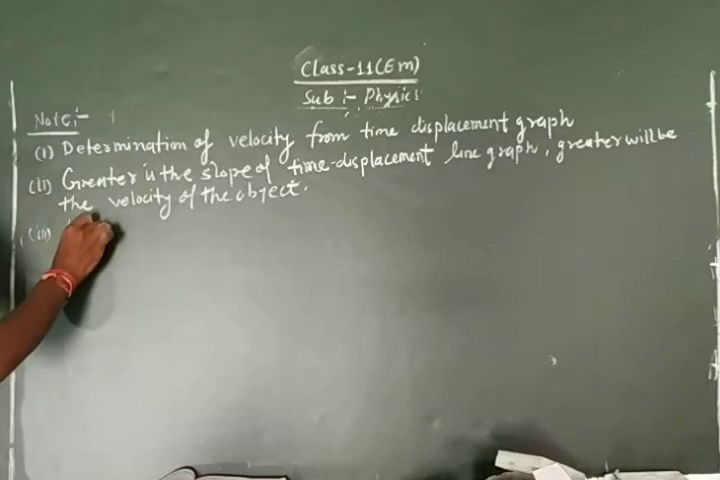 Class-11(Em)
Sub :- Physics
Note:-
(i) Determination of velocity from time displacement graph
(ii) Greater is the slope of time-displacement line graph, greater will be
the velocity of the object.
(iii)